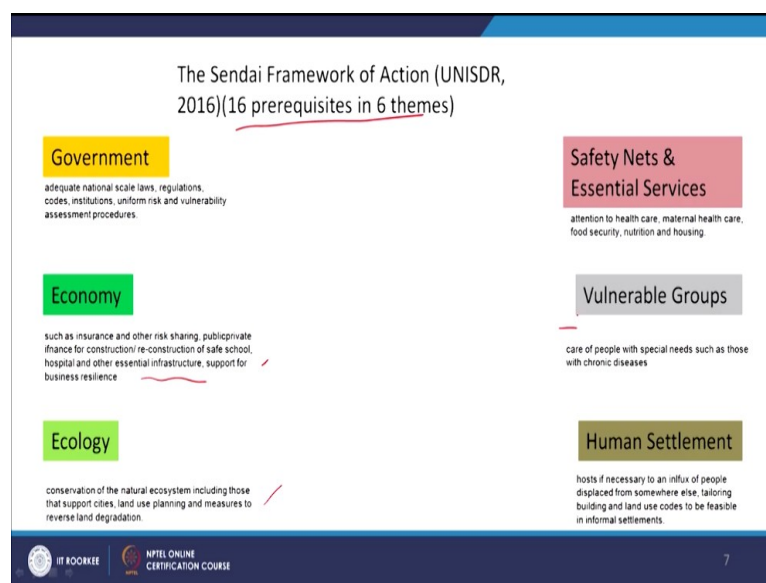 The Sendai Framework of Action (UNISDR,
2016)(16 prerequisites in 6 themes)
Government
adequate national scale laws, regulations,
codes, institutions, uniform risk and vulnerability
assessment procedures.
Economy
such as insurance and other risk sharing, publicprivate
ifnance for construction/ re-construction of safe school,
hospital and other essential infrastructure, support for
business resilience
Ecology
conservation of the natural ecosystem including those
that support cities, land use planning and measures to
reverse land degradation.
Safety Nets &
Essential Services
attention to health care, maternal health care,
food security, nutrition and housing.
Vulnerable Groups
care of people with special needs such as those
with chronic diseases
Human Settlement
hosts if necessary to an inlfux of people
displaced from somewhere else, tailoring
building and land use codes to be feasible
in informal settlements.
IIT ROORKEE
NPTEL ONLINE
CERTIFICATION COURSE
7